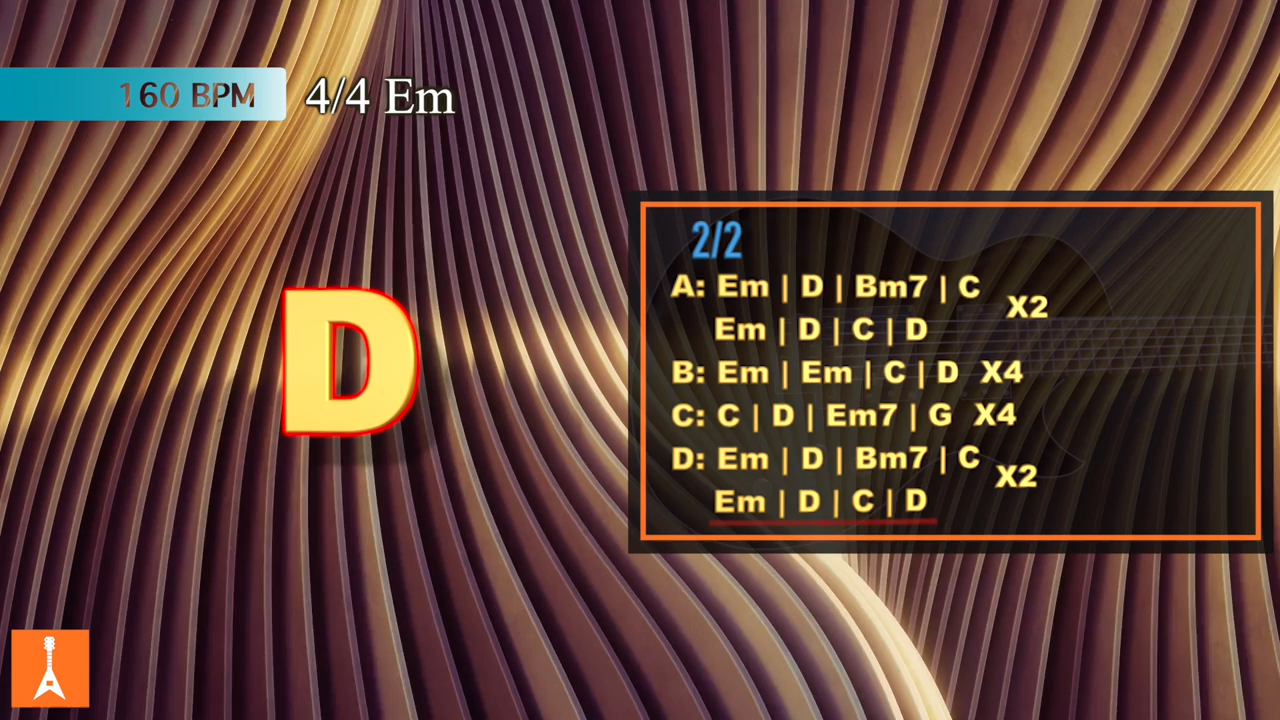 160 BPM 4/4 Em
D
2/2
A: Em | D | Bm7 | C
X2
Em | D | C | D
B: Em | Em | C | D X4
C: C | D | Em7 | G X4
D: Em | D | Bm7 | C
X2
Em | D | C | D